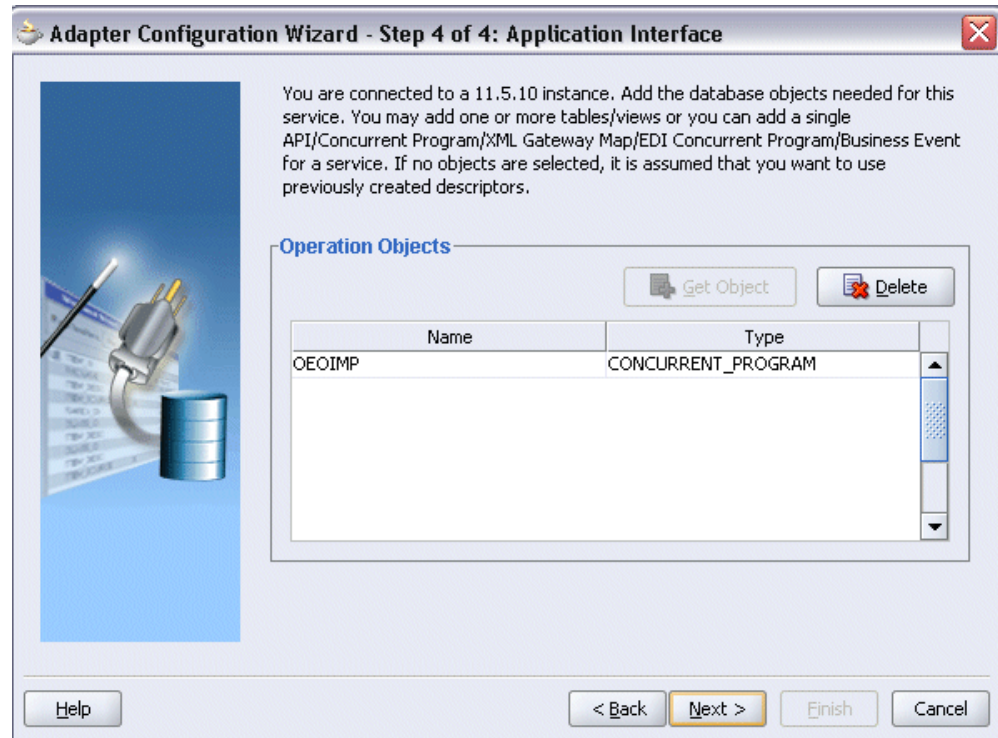 Adapter Configuration Wizard - Step 4 of 4: Application Interface
You are connected to a 11.5.10 instance. Add the database objects needed for this
service. You may add one or more tables/views or you can add a single
API/Concurrent Program/XML Gateway Map/EDI Concurrent Program/Business Event
for a service. If no objects are selected, it is assumed that you want to use
previously created descriptors.
Operation Objects
Get Object Delete
Name Type
OEOIMP CONCURRENT_PROGRAM
Help < Back Next > Finish Cancel